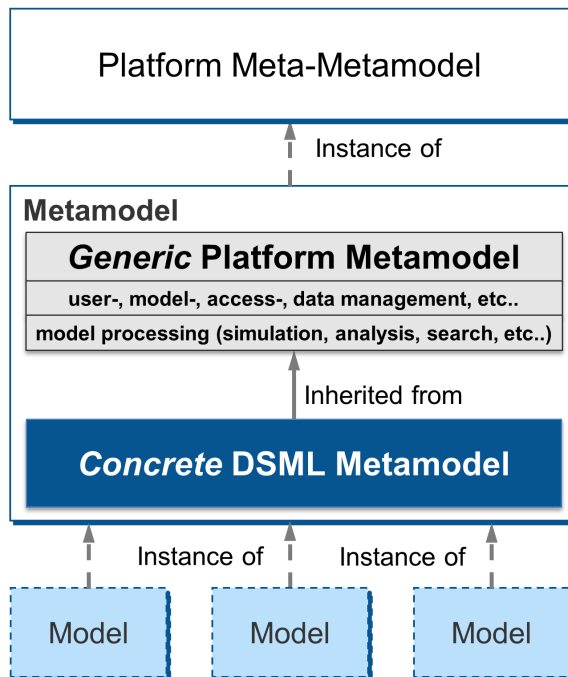 Platform Meta-Metamodel
Instance of
Metamodel
Generic Platform Metamodel
user-, model-, access-, data management, etc..
model processing (simulation, analysis, search, etc..)
Inherited from
Concrete DSML Metamodel
Instance of Instance of
Model Model Model